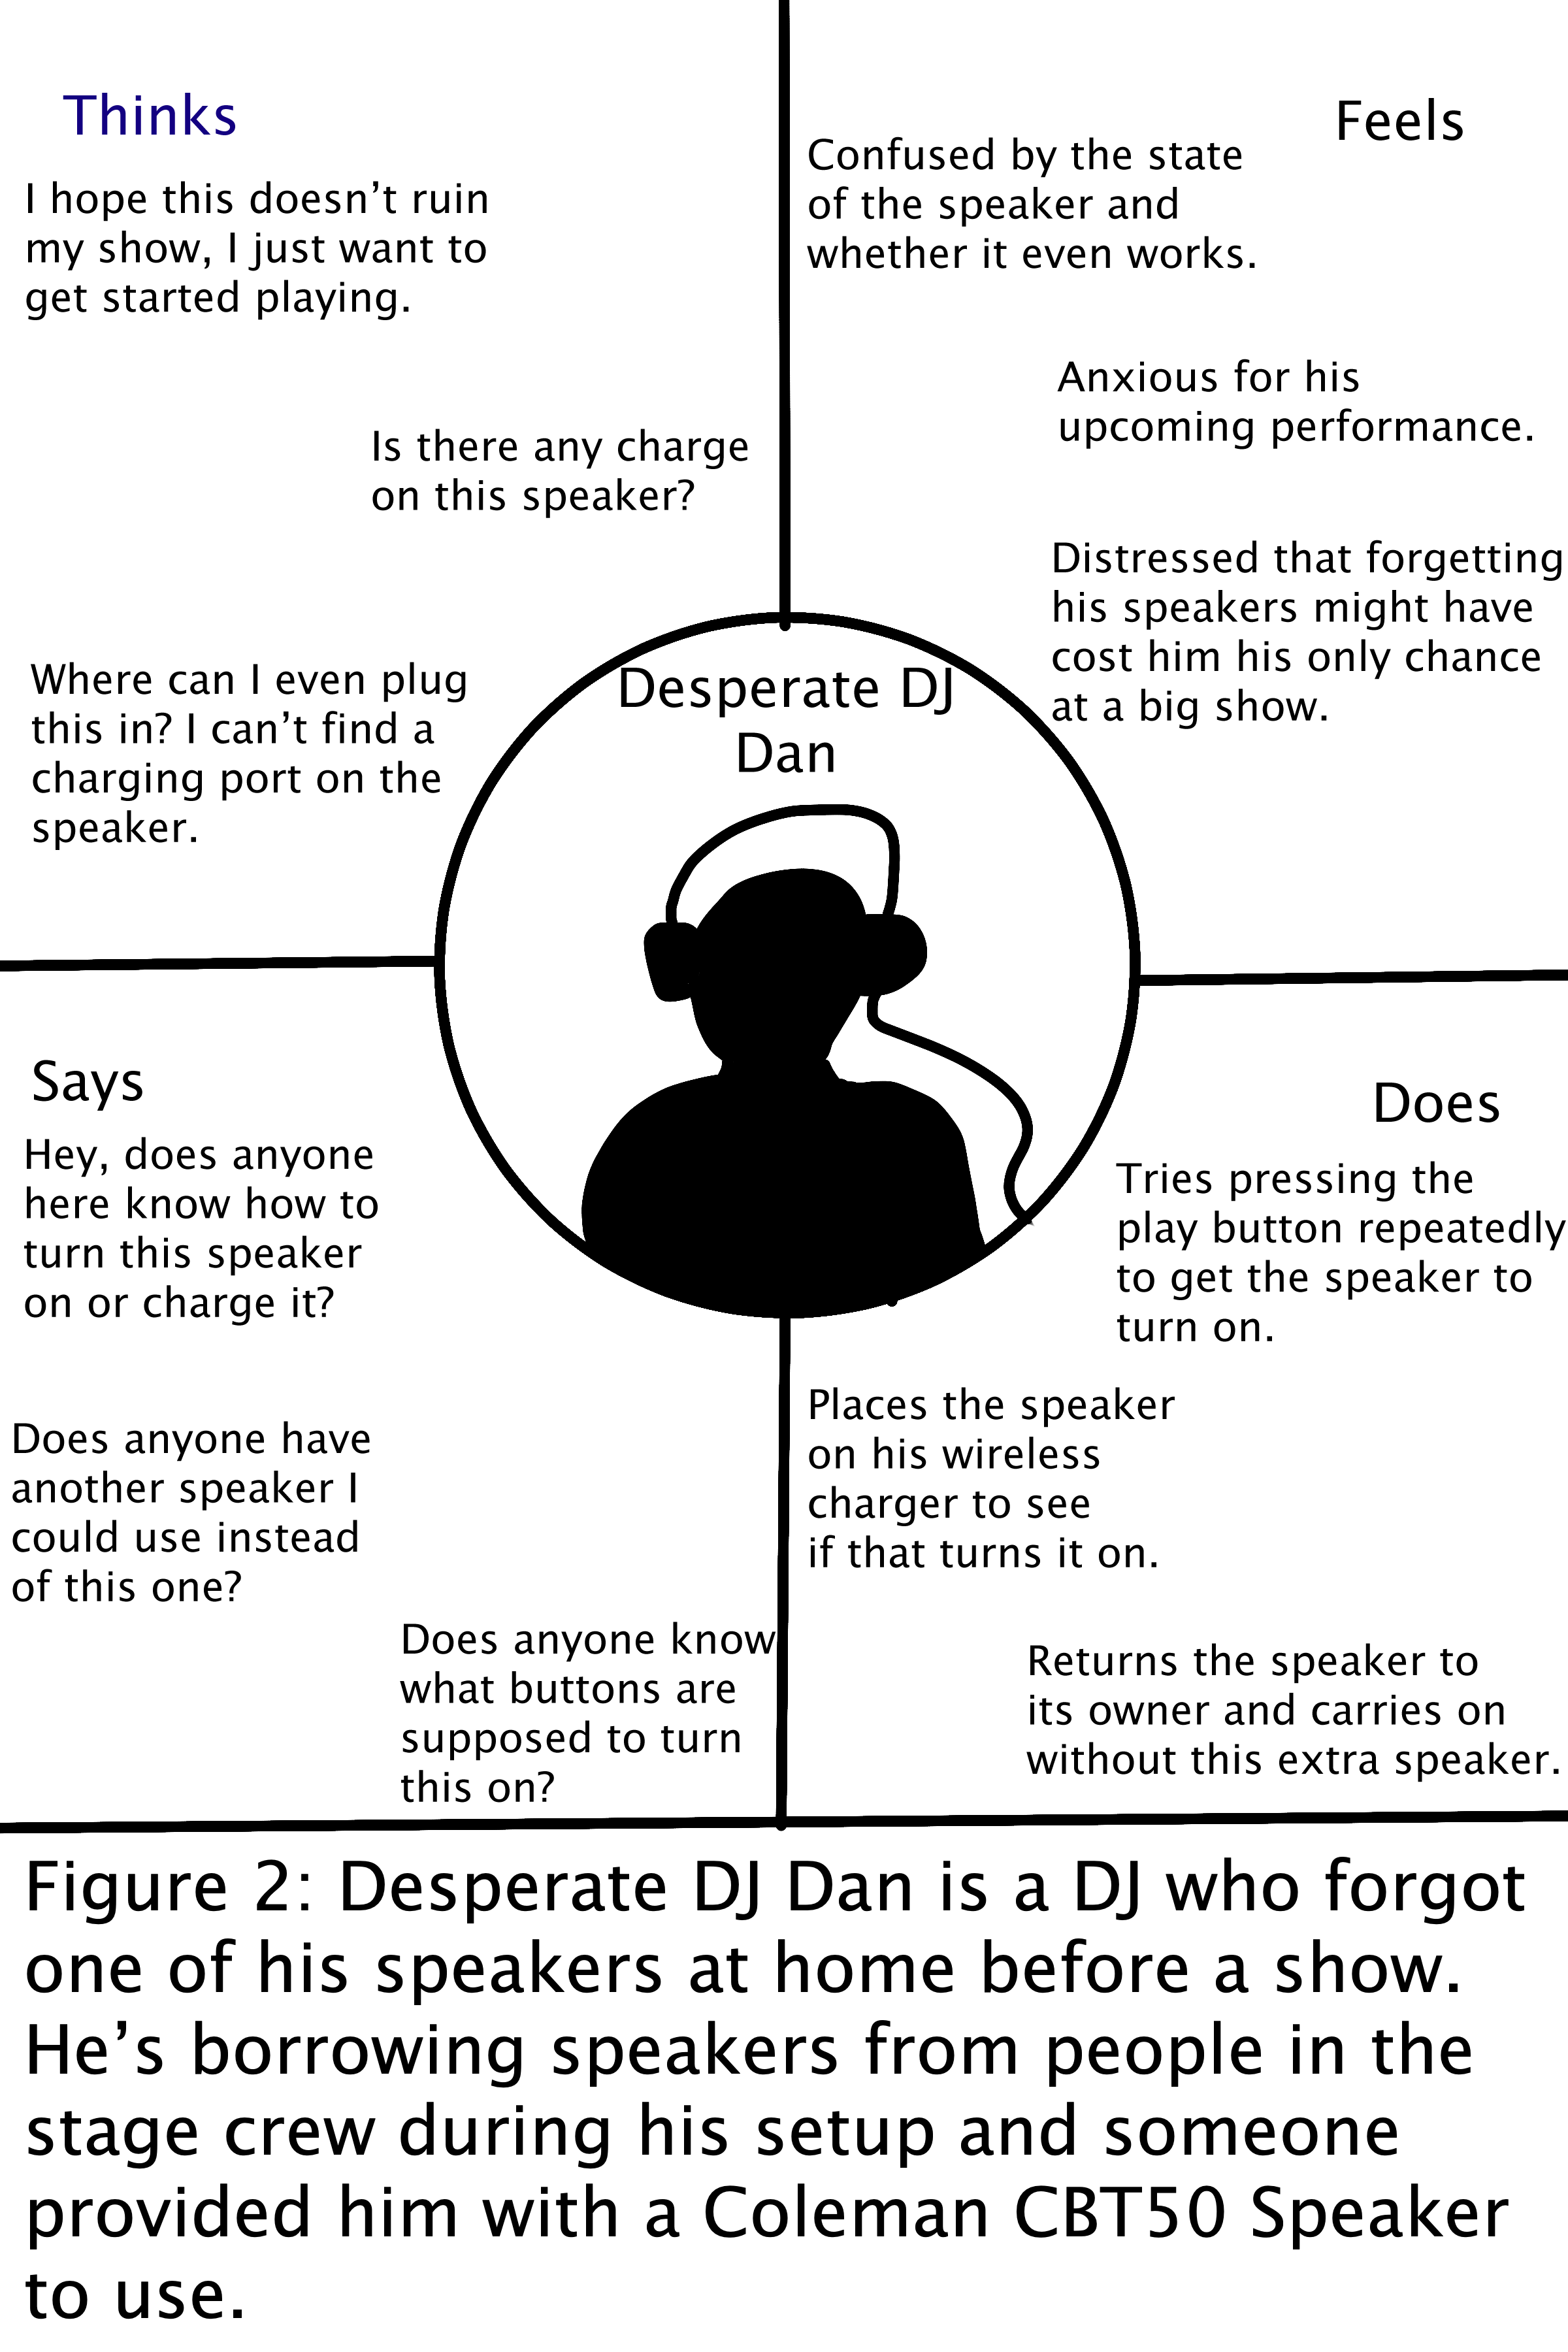 Thinks
I hope this doesn’t ruin
my show, I just want to
get started playing.
Is there any charge
on this speaker?
Where can I even plug
this in? I can’t find a
charging port on the
speaker.
Feels
Confused by the state
of the speaker and
whether it even works.
Anxious for his
upcoming performance.
Distressed that forgetting
his speakers might have
cost him his only chance
at a big show.
Desperate DJ
Dan
Says
Hey, does anyone
here know how to
turn this speaker
on or charge it?
Does anyone have
another speaker I
could use instead
of this one?
Does anyone know
what buttons are
supposed to turn
this on?
Does
Tries pressing the
play button repeatedly
to get the speaker to
turn on.
Places the speaker
on his wireless
charger to see
if that turns it on.
Returns the speaker to
its owner and carries on
without this extra speaker.
Figure 2: Desperate DJ Dan is a DJ who forgot
one of his speakers at home before a show.
He’s borrowing speakers from people in the
stage crew during his setup and someone
provided him with a Coleman CBT50 Speaker
to use.